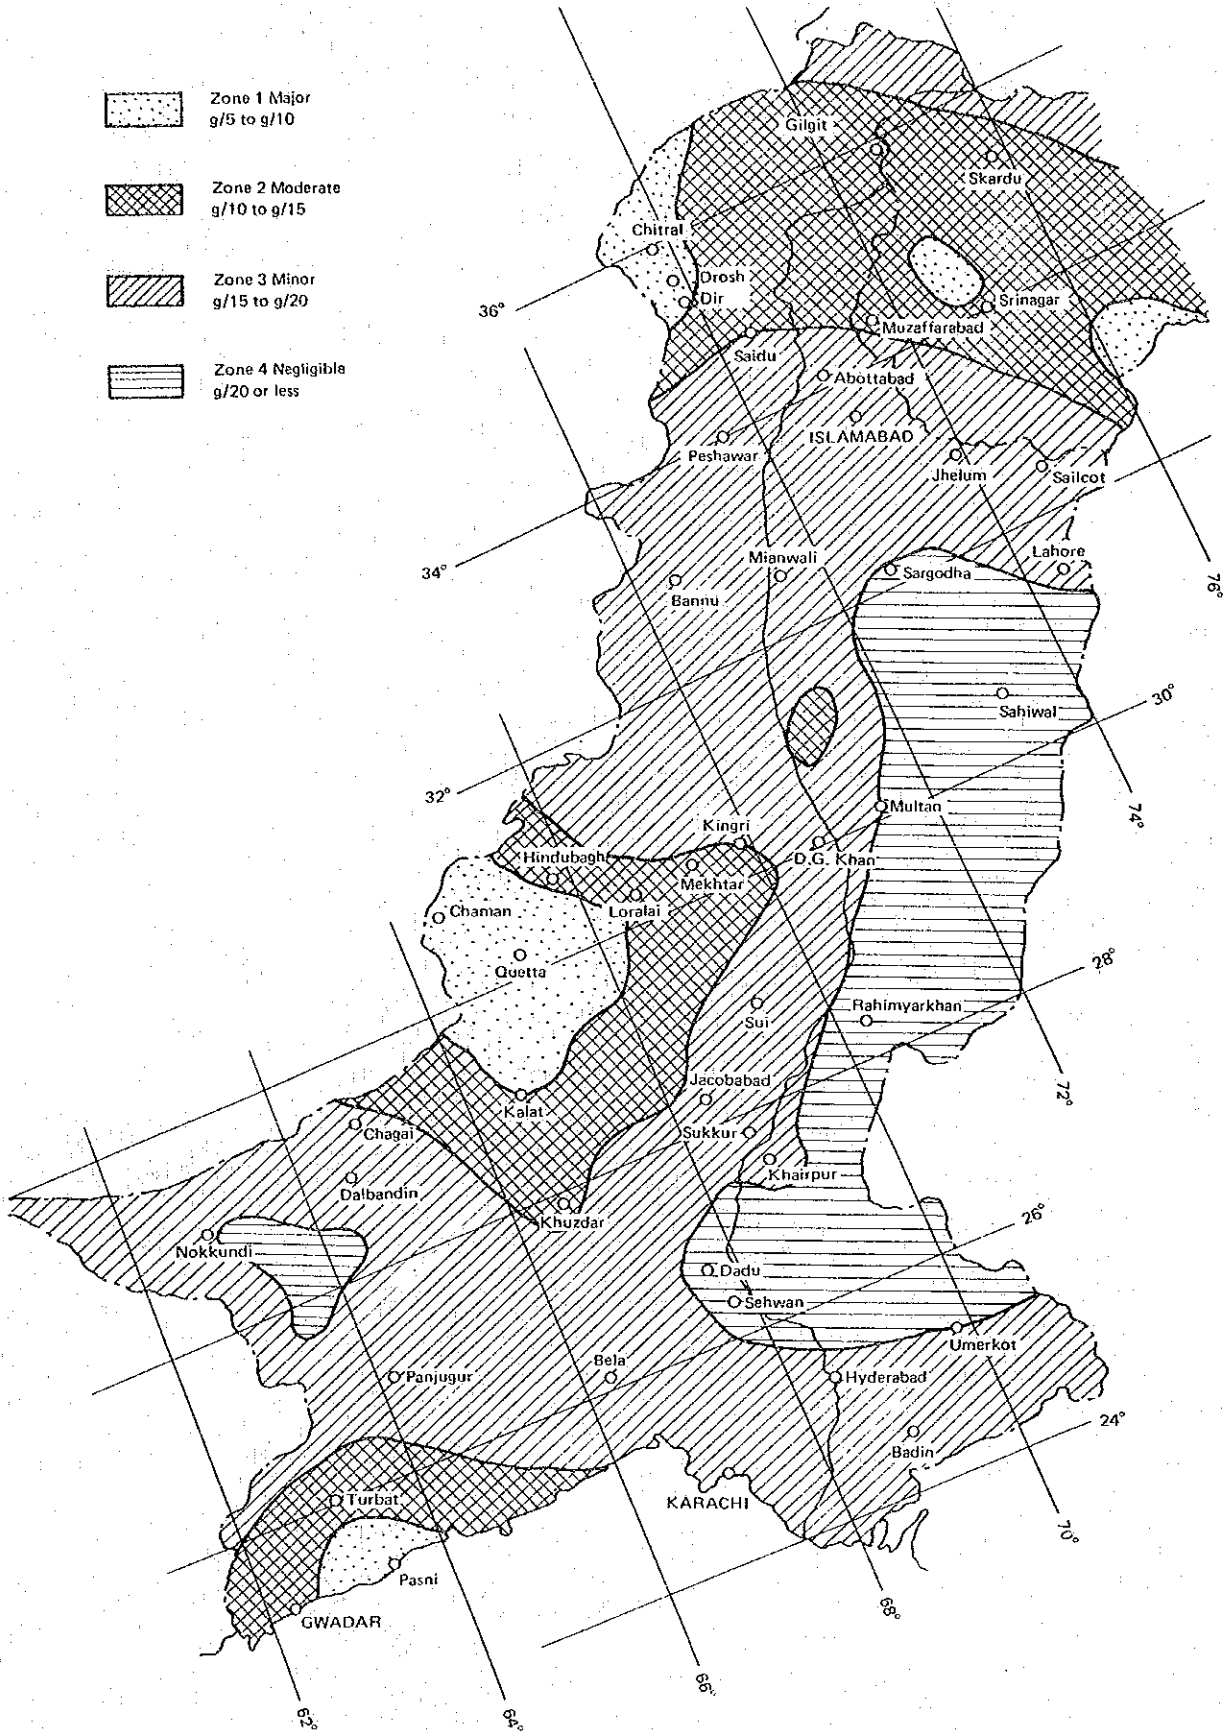 Zone 1 Major
g/5 to g/10
Zone 2 Moderate
g/10 to g/15
Zone 3 Minor
g/15 to g/20
Zone 4 Negligible
g/20 or less
Gilgit
Skardu
Chitral
Drosh
Dir
Srinagar
36°
Muzaffarabad
Saidu
Abottabad
ISLAMABAD
Peshawar
Jhelum
Sailcot
Lahore
Mianwali
34°
Sargodha
76°
Bannu
30°
Sahiwal
32°
Multan
74°
Kingri
Hindubagh
D.G. Khan
Mekhtar
Chaman
Loralai
28°
Quetta
Rahimyarkhan
Sui
Jacobabad
72°
Kalat
Chagai
Sukkur
Khairpur
Dalbandin
26°
Khuzdar
Nokkundi
Dadu
Sehwan
Umerkot
Bela
Panjugur
Hyderabad
24°
Badin
Turbat
KARACHI
70°
Pasni
68°
GWADAR
66°
62°
64°